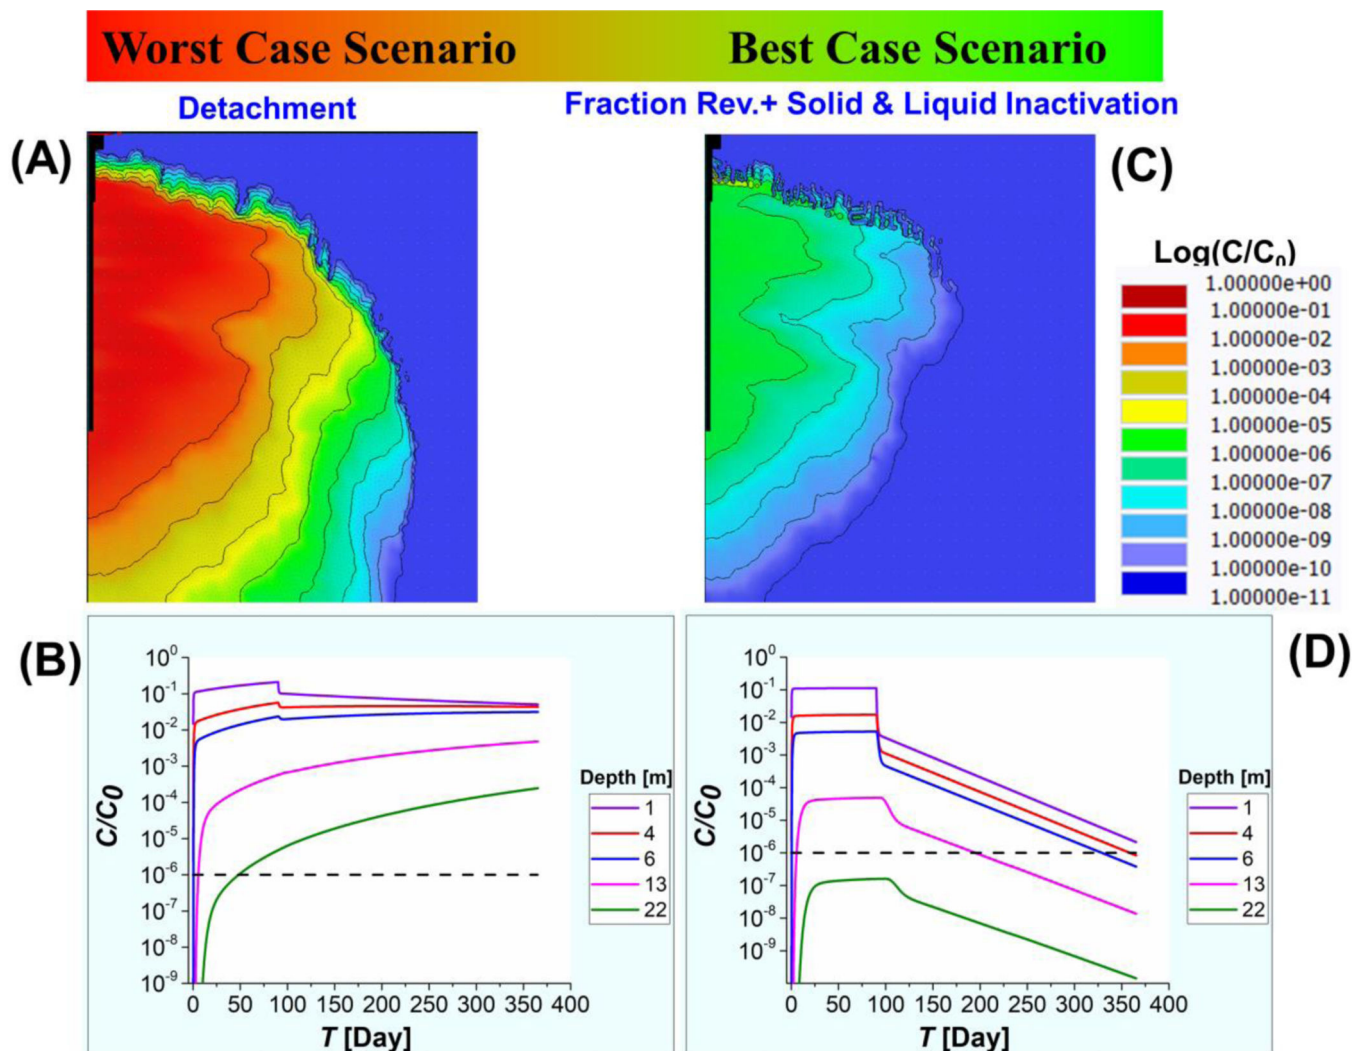 Worst Case Scenario Best Case Scenario
Detachment
Fraction Rev.+ Solid & Liquid Inactivation
(A)
(C)
Log(C/C0)
1.00000e+00
1.00000e-01
1.00000e-02
1.00000e-03
1.00000e-04
1.00000e-05
1.00000e-06
1.00000e-07
1.00000e-08
1.00000e-09
1.00000e-10
1.00000e-11
(B)
C/C0
10^0
10^-1
10^-2
10^-3
10^-4
10^-5
10^-6
10^-7
10^-8
10^-9
0 50 100 150 200 250 300 350 400
T [Day]
Depth [m]
1
4
6
13
22
(D)
C/C0
10^0
10^-1
10^-2
10^-3
10^-4
10^-5
10^-6
10^-7
10^-8
10^-9
0 50 100 150 200 250 300 350 400
T [Day]
Depth [m]
1
4
6
13
22